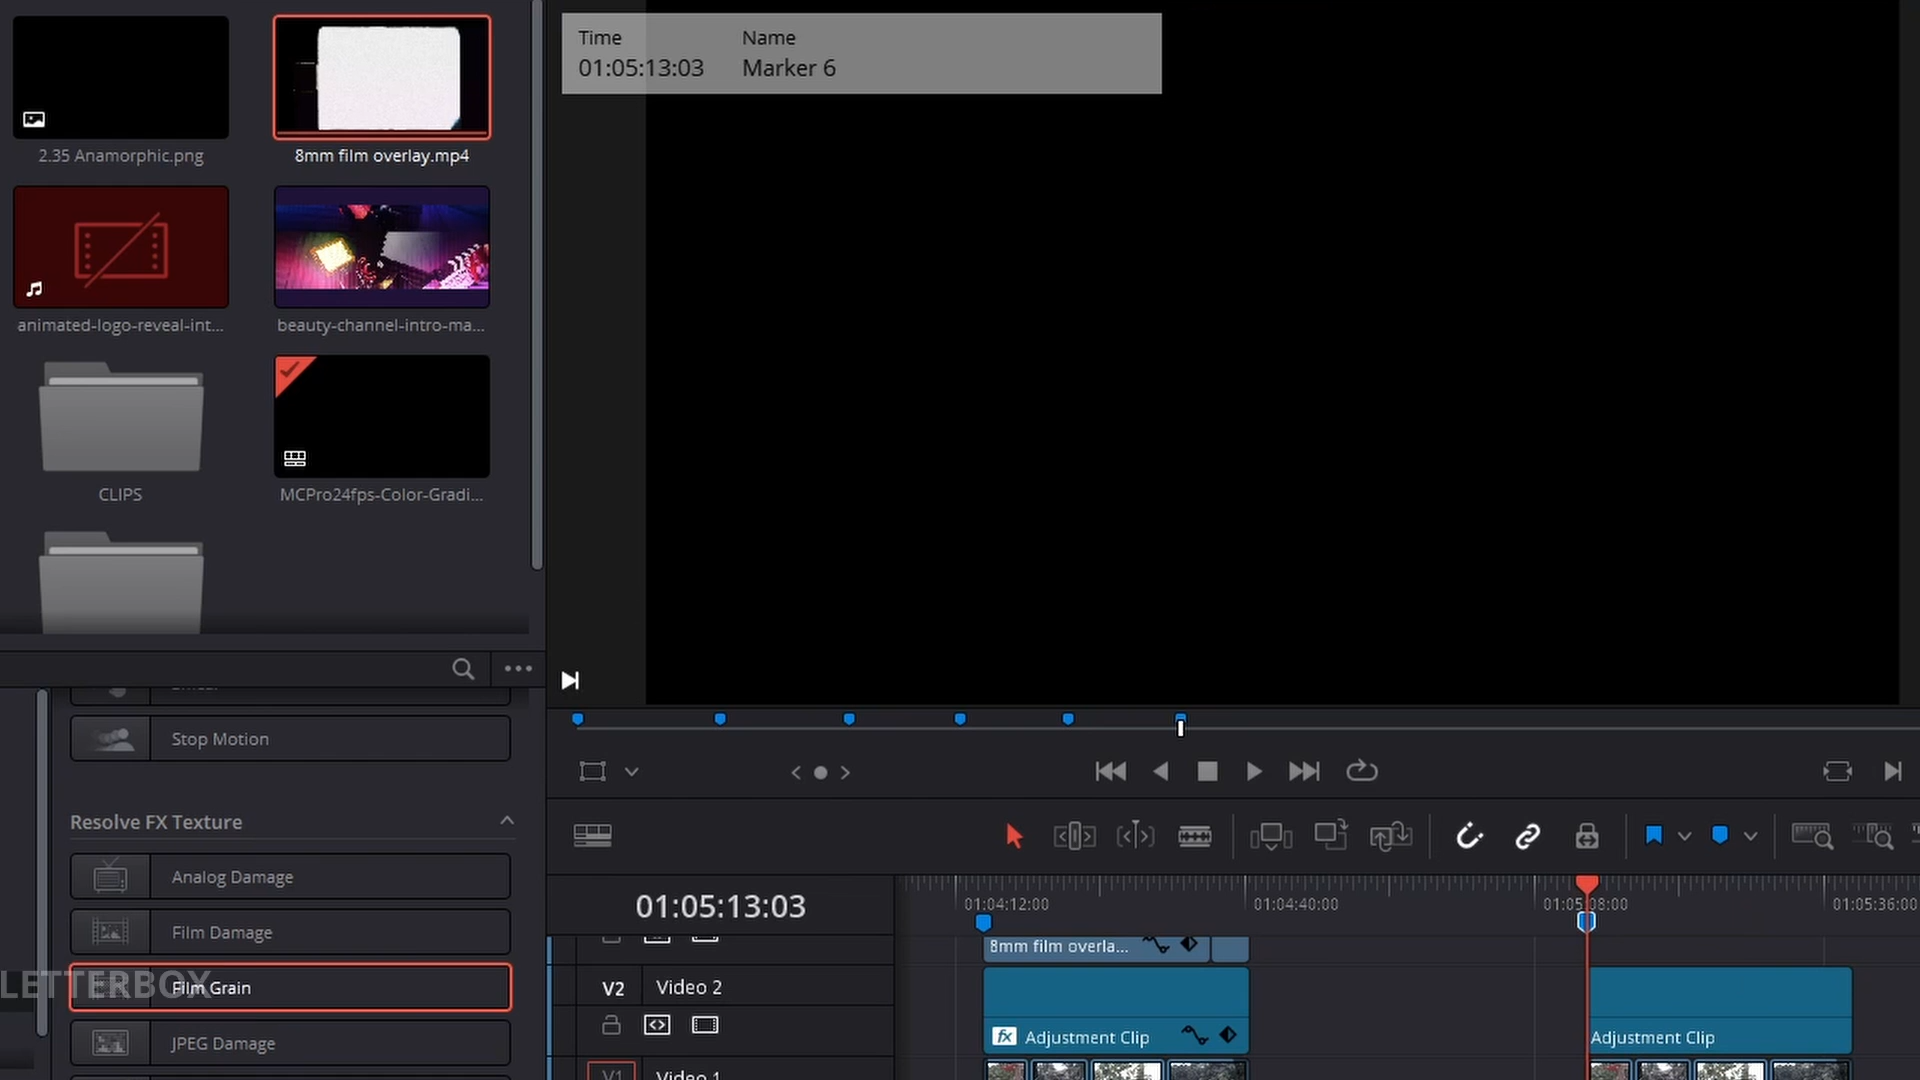 Time Name
01:05:13:03 Marker 6
2.35 Anamorphic.png
8mm film overlay.mp4
animated-logo-reveal-int...
beauty-channel-intro-ma...
CLIPS
MCPro24fps-Color-Gradi...
Stop Motion
Resolve FX Texture
Analog Damage
Film Damage
LETTERBOX
Film Grain
JPEG Damage
01:05:13:03
01:04:12:00
01:04:40:00
01:05:08:00
01:05:36:00
8mm film overla...
V2 Video 2
fx Adjustment Clip
Adjustment Clip
V1 Video 1